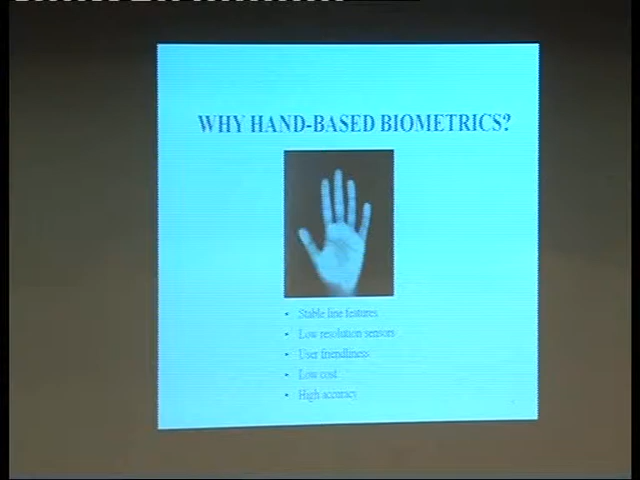 WHY HAND-BASED BIOMETRICS?
• Stable line features
• Low resolution sensors
• User friendliness
• Low cost
• High accuracy